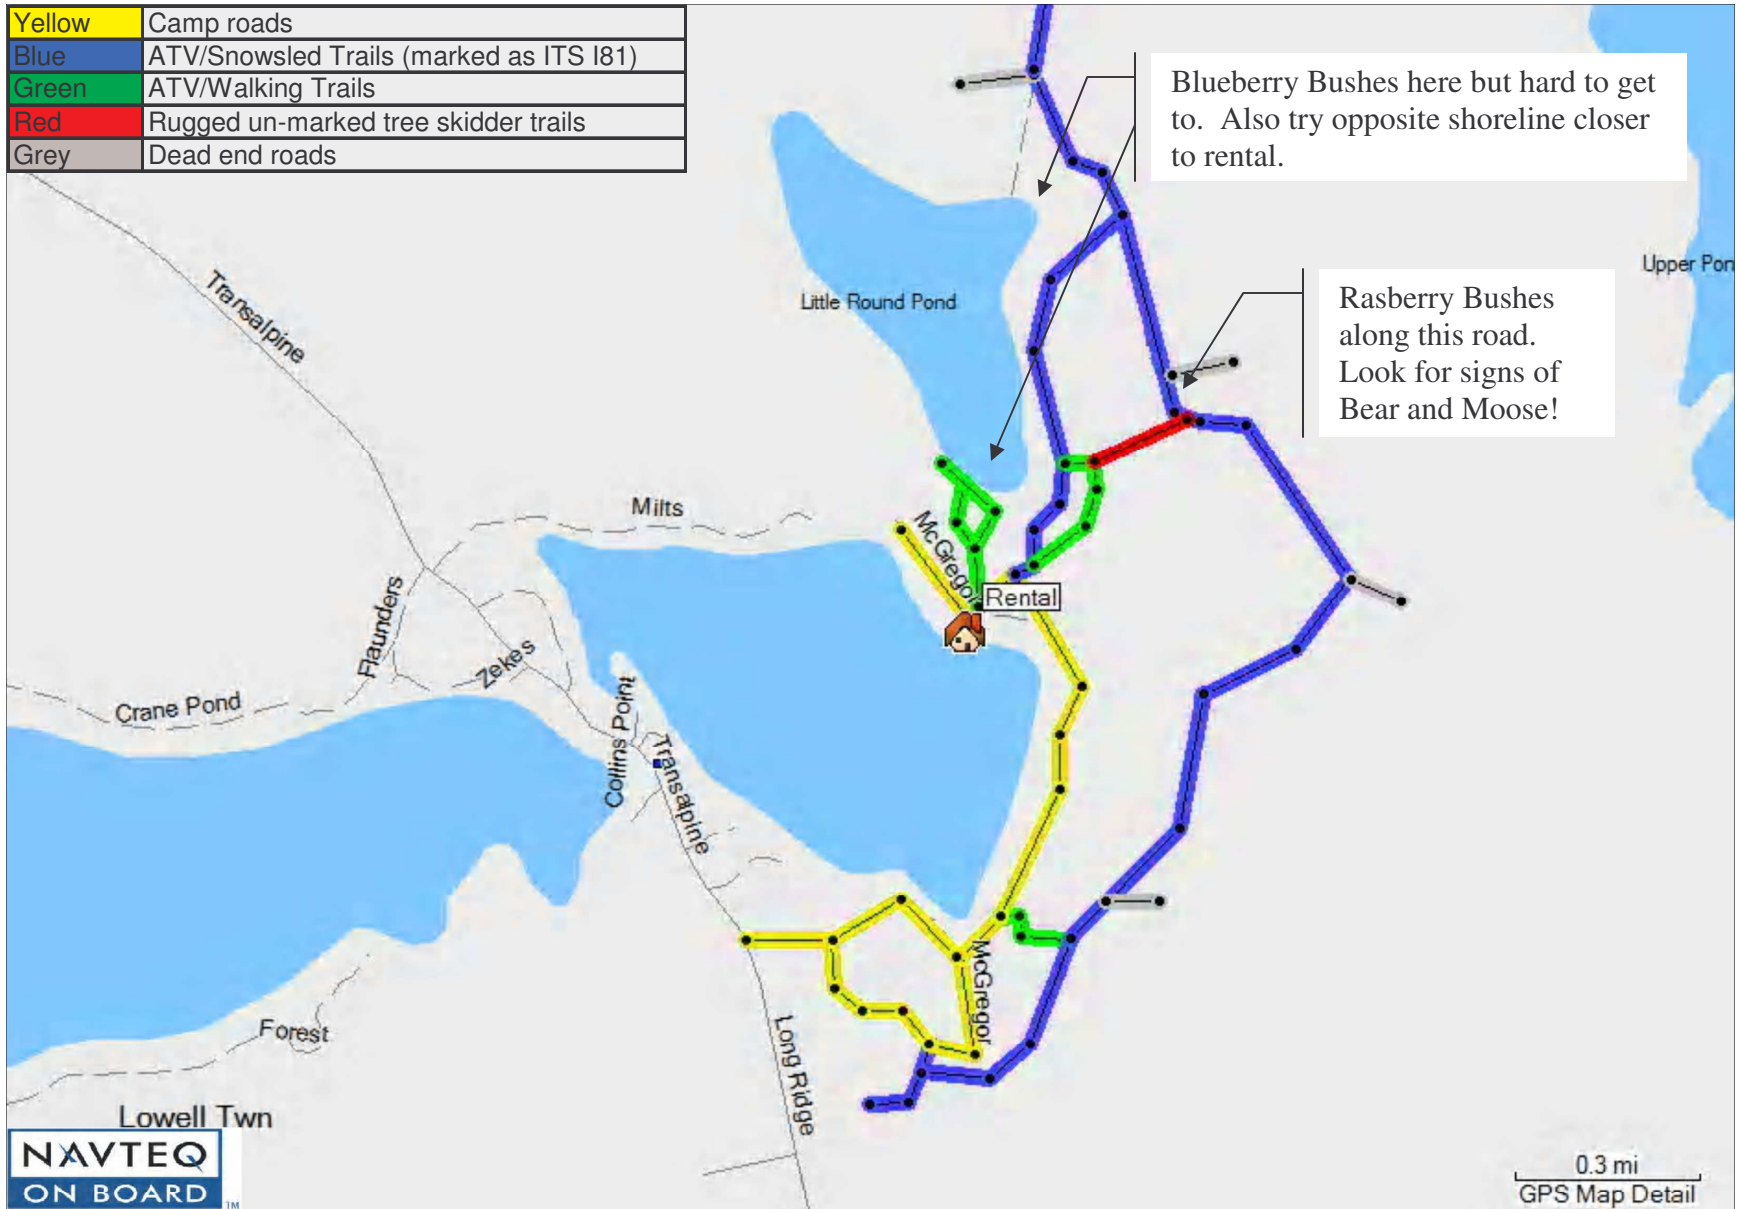 Yellow Camp roads
Blue ATV/Snowsled Trails (marked as ITS I81)
Green ATV/Walking Trails
Red Rugged un-marked tree skidder trails
Grey Dead end roads
Blueberry Bushes here but hard to get
to. Also try opposite shoreline closer
to rental.
Upper Pon
Transalpine
Little Round Pond
Rasberry Bushes
along this road.
Look for signs of
Bear and Moose!
Milts
McGregor
Rental
Flaunders
Zekes
Crane Pond
Collins Point
Transalpine
McGregor
Long Ridge
Forest
Lowell Twn
NAVTEQ
ON BOARD TM
0.3 mi
GPS Map Detail